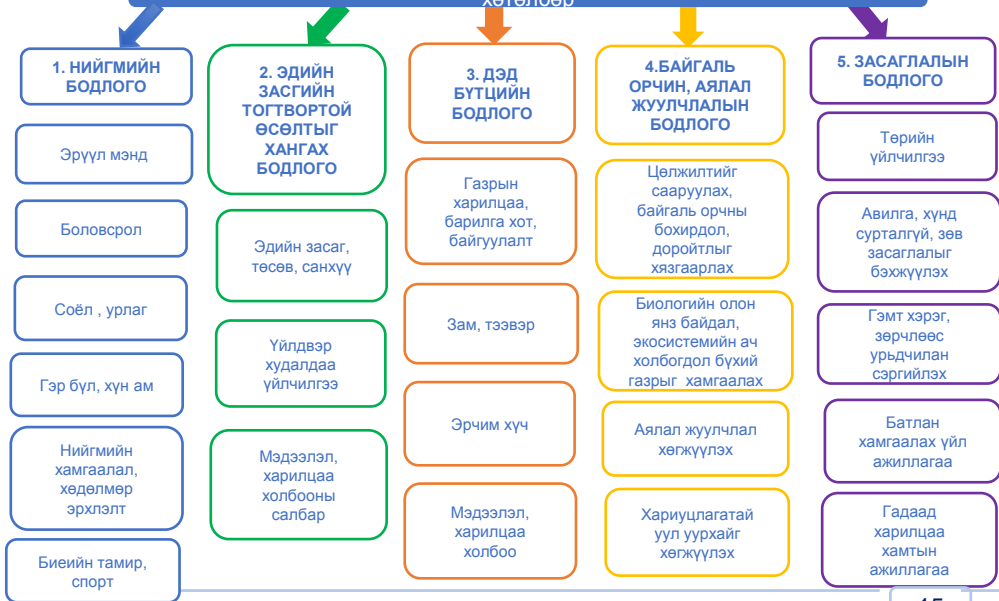 хөтөлбөр
1. НИЙГМИЙН
БОДЛОГО
Эрүүл мэнд
Боловсрол
Соёл , урлаг
Гэр бүл, хүн ам
Нийгмийн
хамгаалал,
хөдөлмөр
эрхлэлт
Биеийн тамир,
спорт
2. ЭДИЙН
ЗАСГИЙН
ТОГТВОРТОЙ
ӨСӨЛТЫГ
ХАНГАХ
БОДЛОГО
Эдийн засаг,
төсөв, санхүү
Үйлдвэр
худалдаа
үйлчилгээ
Мэдээлэл,
харилцаа
холбооны
салбар
3. ДЭД
БҮТЦИЙН
БОДЛОГО
Газрын
харилцаа,
барилга хот,
байгуулалт
Зам, тээвэр
Эрчим хүч
Мэдээлэл,
харилцаа
холбоо
4.БАЙГАЛЬ
ОРЧИН, АЯЛАЛ
ЖУУЛЧЛАЛЫН
БОДЛОГО
Цөлжилтийг
сааруулах,
байгаль орчны
бохирдол,
доройтлыг
хязгаарлах
Биологийн олон
янз байдал,
экосистемийн ач
холбогдол бүхий
газрыг хамгаалах
Аялал жуулчлал
хөгжүүлэх
Хариуцлагатай
уул уурхайг
хөгжүүлэх
5. ЗАСАГЛАЛЫН
БОДЛОГО
Төрийн
үйлчилгээ
Авилга, хүнд
сурталгүй, зөв
засаглалыг
бэхжүүлэх
Гэмт хэрэг,
зөрчлөөс
урьдчилан
сэргийлэх
Батлан
хамгаалах үйл
ажиллагаа
Гадаад
харилцаа
хамтын
ажиллагаа